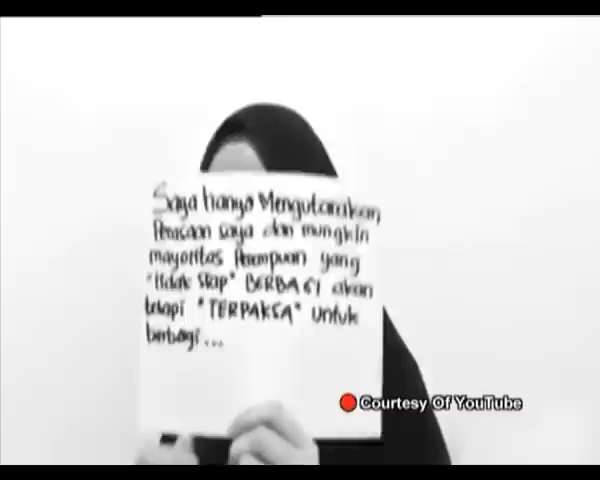 Saya hanya Mengutarakan
Perasaan saya dan mungkin
mayoritas Perempuan yang
"tidak siap" BERBAGI akan
tetapi "TERPAKSA" untuk
berbagi...
Courtesy Of YouTube